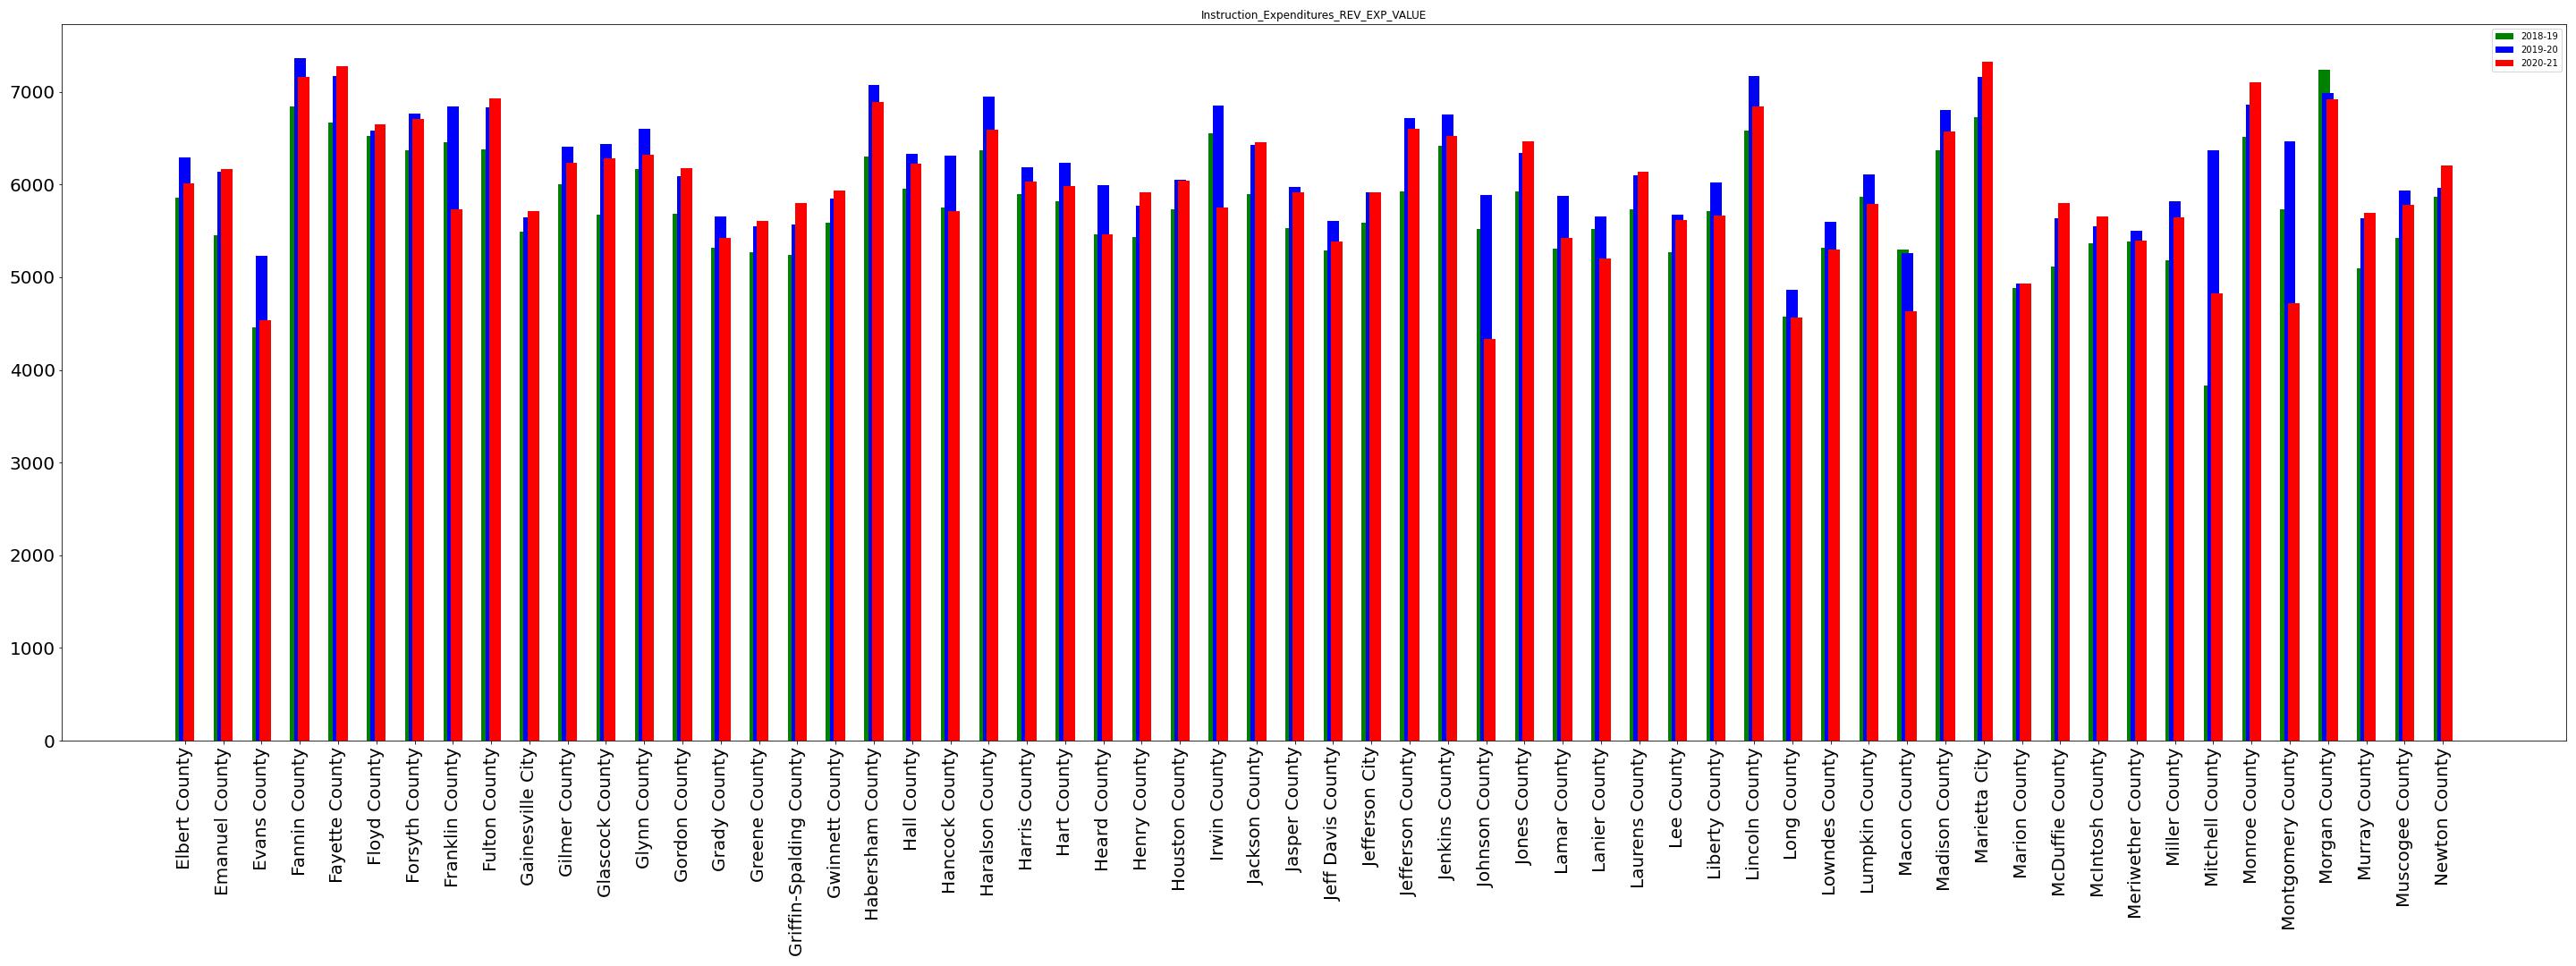 Instruction_Expenditures_REV_EXP_VALUE
2018-19
2019-20
2020-21
7000
6000
5000
4000
3000
2000
1000
0
Elbert County
Emanuel County
Evans County
Fannin County
Fayette County
Floyd County
Forsyth County
Franklin County
Fulton County
Gainesville City
Gilmer County
Glascock County
Glynn County
Gordon County
Grady County
Greene County
Griffin-Spalding County
Gwinnett County
Habersham County
Hall County
Hancock County
Haralson County
Harris County
Hart County
Heard County
Henry County
Houston County
Irwin County
Jackson County
Jasper County
Jeff Davis County
Jefferson City
Jefferson County
Jenkins County
Johnson County
Jones County
Lamar County
Lanier County
Laurens County
Lee County
Liberty County
Lincoln County
Long County
Lowndes County
Lumpkin County
Macon County
Madison County
Marietta City
Marion County
McDuffie County
McIntosh County
Meriwether County
Miller County
Mitchell County
Monroe County
Montgomery County
Morgan County
Murray County
Muscogee County
Newton County